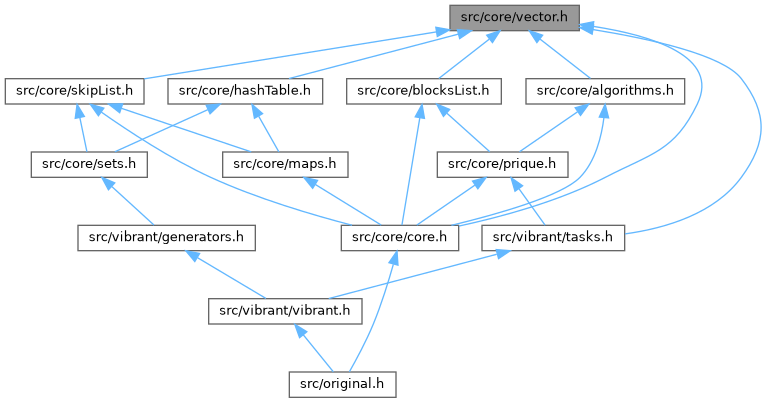 src/core/vector.h
src/core/skipList.h
src/core/hashTable.h
src/core/blocksList.h
src/core/algorithms.h
src/core/sets.h
src/core/maps.h
src/core/prique.h
src/vibrant/generators.h
src/core/core.h
src/vibrant/tasks.h
src/vibrant/vibrant.h
src/original.h